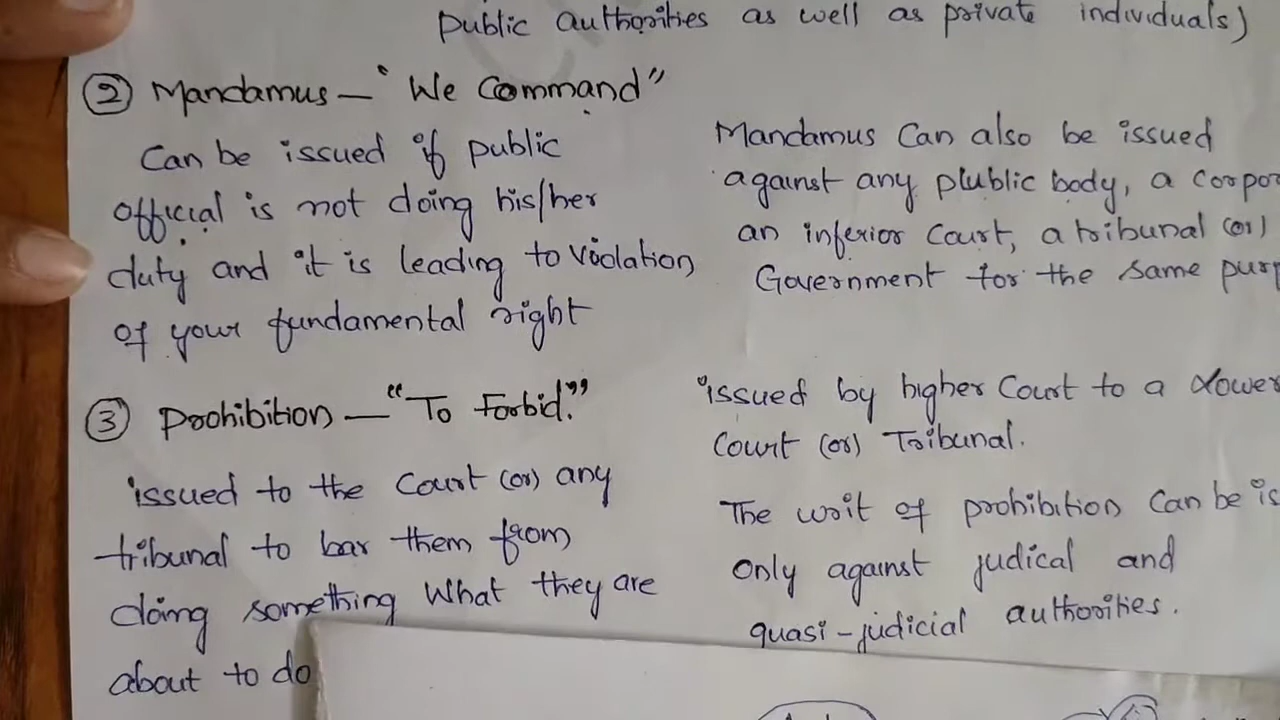 public authorities as well as private individuals)
② Mandamus — "We Command"
Can be issued if public
official is not doing his/her
duty and it is leading to violation
of your fundamental right
Mandamus Can also be issued
against any plublic body, a
an inferior Court, a tribunal (or)
Government for the same
③ Prohibition — "To Forbid."
issued to the Court (or) any
tribunal to bar them from
doing something What they are
about to do
issued by higher Court to a Lower
Court (or) Tribunal.
The writ of prohibition Can be
only against judical and
quasi-judicial authorities.